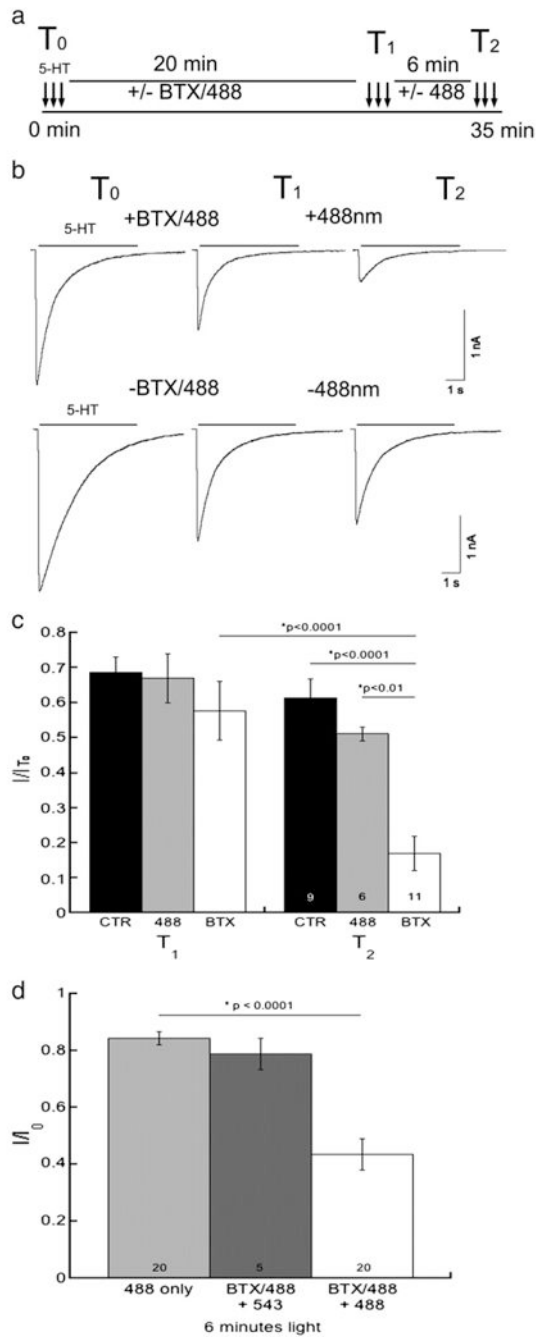 a
T0 T1 T2
5-HT 20 min 6 min
+/- BTX/488 +/- 488
0 min 35 min
b
T0 T1 T2
+BTX/488 +488nm
5-HT
1 nA
1 s
-BTX/488 -488nm
5-HT
1 nA
1 s
c
I/IT0
0.8
0.7
0.6
0.5
0.4
0.3
0.2
0.1
0
*p<0.0001
*p<0.0001
*p<0.01
9 6 11
CTR 488 BTX CTR 488 BTX
T1 T2
d
I/I0
1
0.8
0.6
0.4
0.2
0
* p < 0.0001
20 5 20
488 only BTX/488 + 543 BTX/488 + 488
6 minutes light